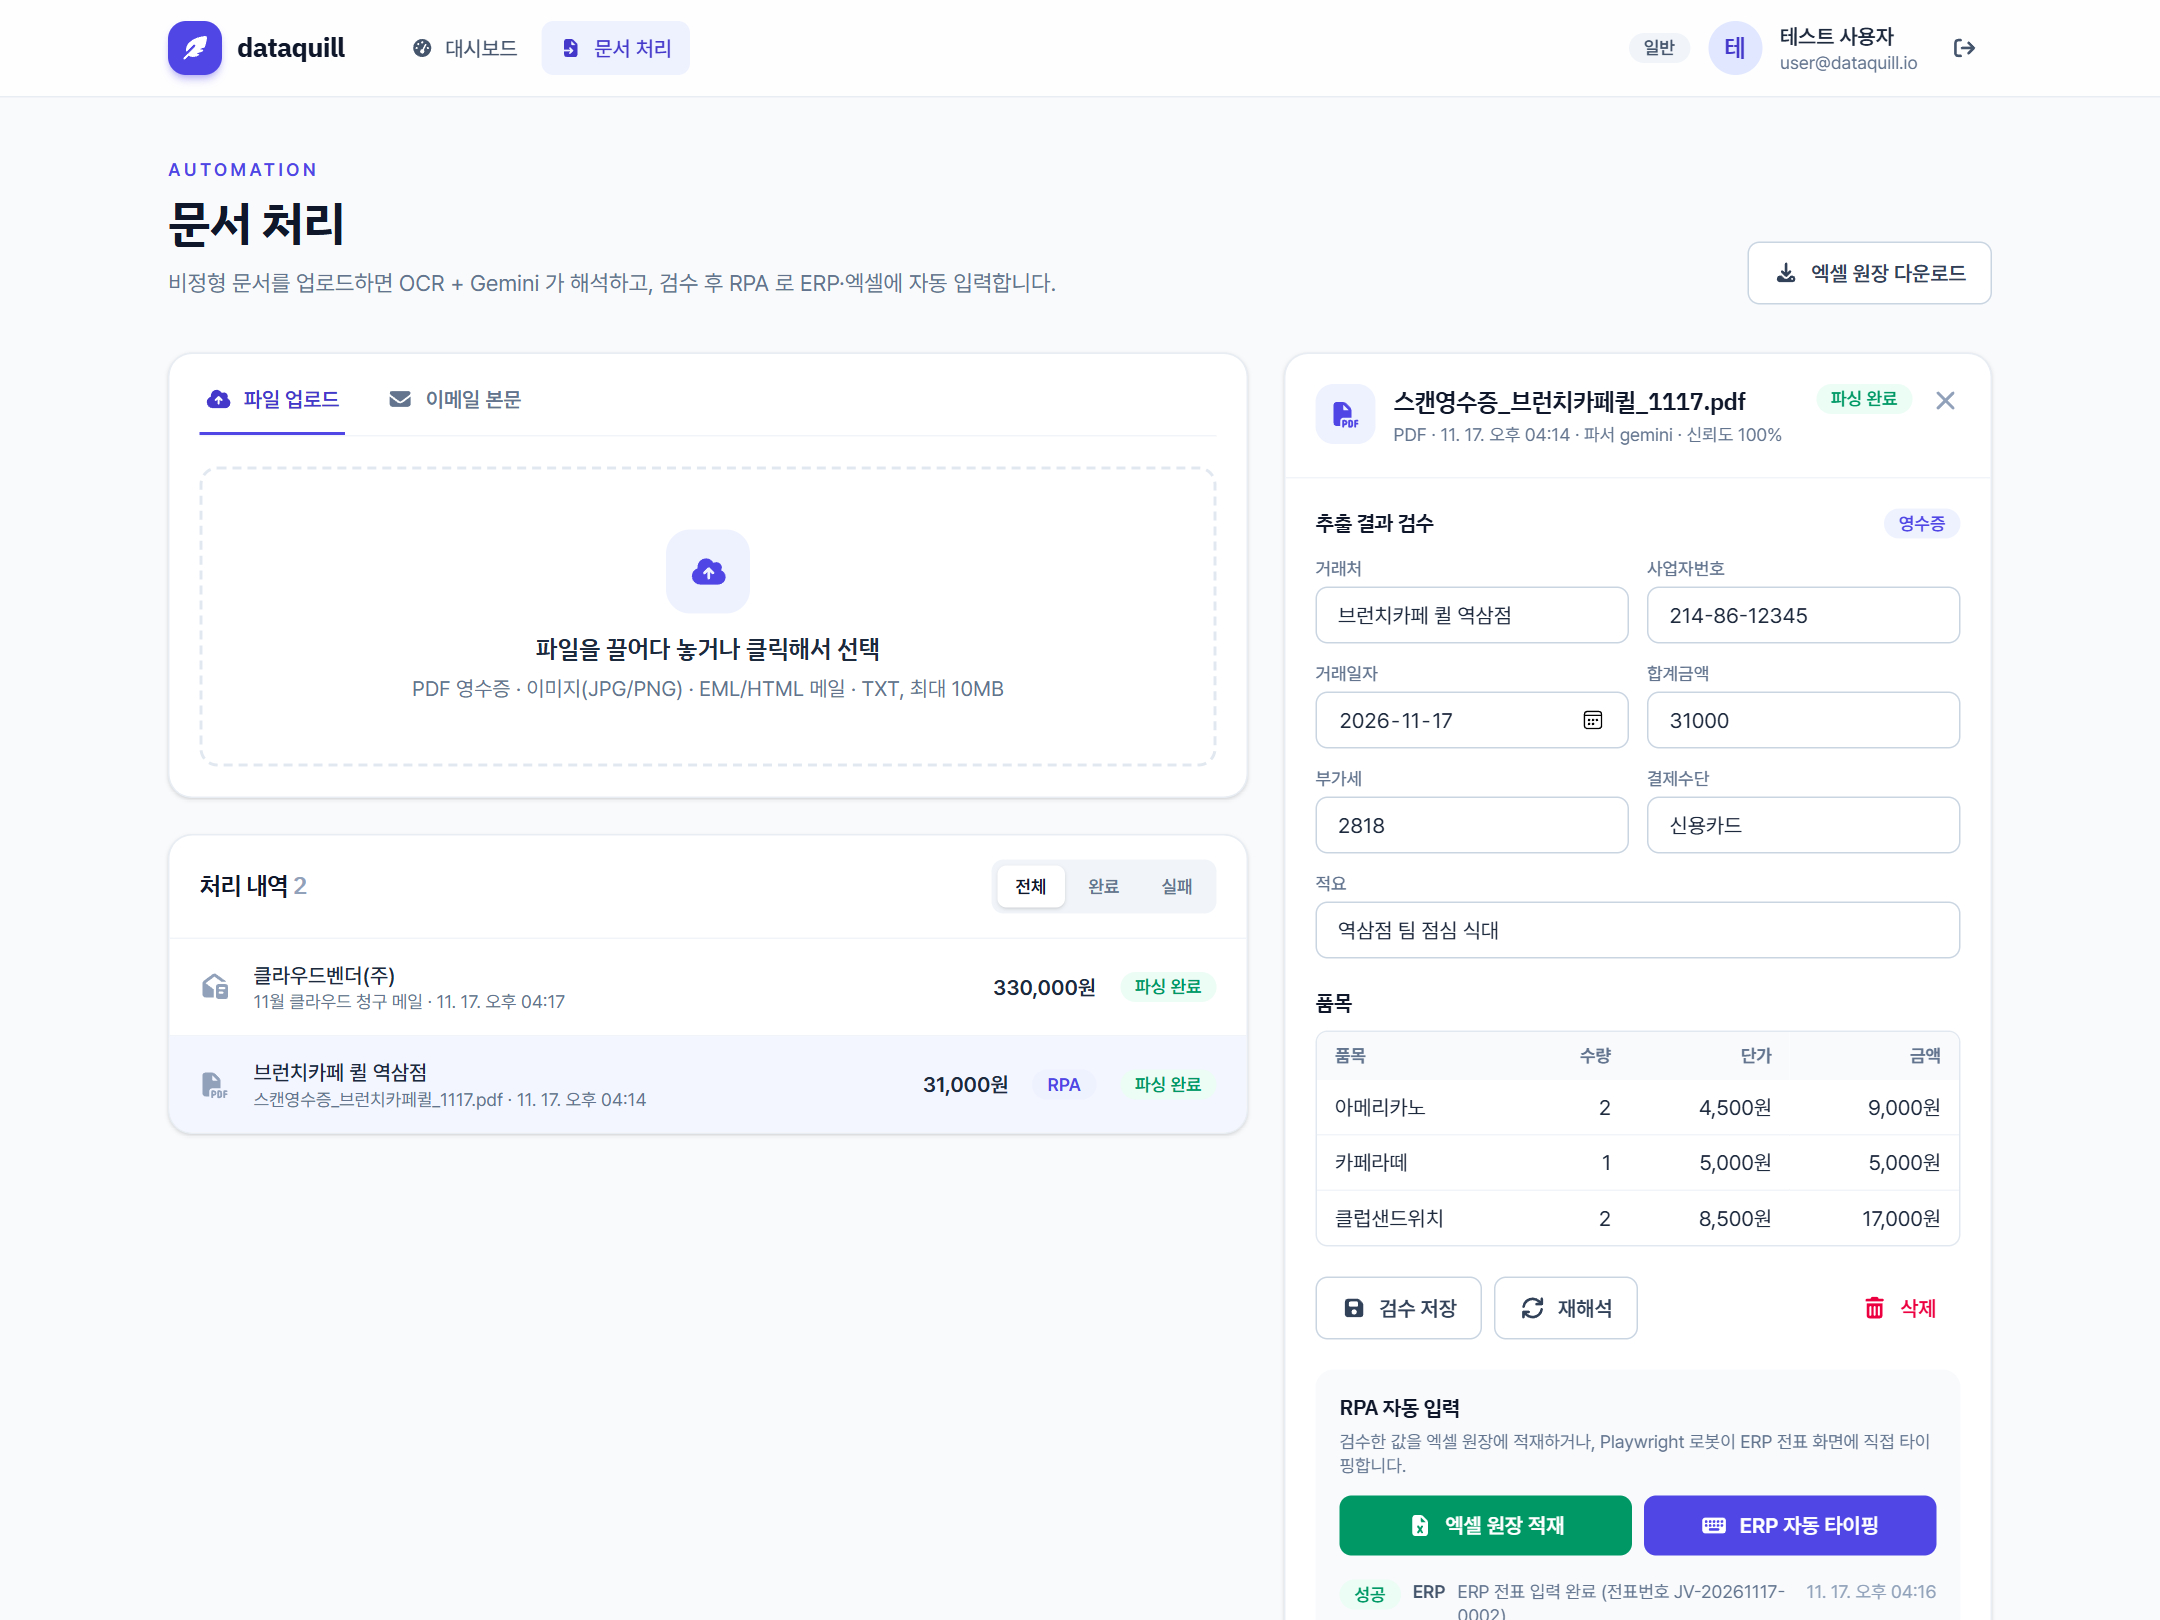 dataquill
대시보드
문서 처리
일반
테
테스트 사용자
user@dataquill.io
AUTOMATION
문서 처리
비정형 문서를 업로드하면 OCR + Gemini 가 해석하고, 검수 후 RPA 로 ERP·엑셀에 자동 입력합니다.
엑셀 원장 다운로드
파일 업로드
이메일 본문
파일을 끌어다 놓거나 클릭해서 선택
PDF 영수증 · 이미지(JPG/PNG) · EML/HTML 메일 · TXT, 최대 10MB
처리 내역 2
전체
완료
실패
클라우드벤더(주)
11월 클라우드 청구 메일 · 11. 17. 오후 04:17
330,000원
파싱 완료
브런치카페 퀼 역삼점
스캔영수증_브런치카페퀼_1117.pdf · 11. 17. 오후 04:14
31,000원
RPA
파싱 완료
스캔영수증_브런치카페퀼_1117.pdf
PDF · 11. 17. 오후 04:14 · 파서 gemini · 신뢰도 100%
파싱 완료
추출 결과 검수
영수증
거래처
브런치카페 퀼 역삼점
사업자번호
214-86-12345
거래일자
2026-11-17
합계금액
31000
부가세
2818
결제수단
신용카드
적요
역삼점 팀 점심 식대
품목
품목 수량 단가 금액
아메리카노 2 4,500원 9,000원
카페라떼 1 5,000원 5,000원
클럽샌드위치 2 8,500원 17,000원
검수 저장
재해석
삭제
RPA 자동 입력
검수한 값을 엑셀 원장에 적재하거나, Playwright 로봇이 ERP 전표 화면에 직접 타이
핑합니다.
엑셀 원장 적재
ERP 자동 타이핑
성공 ERP ERP 전표 입력 완료 (전표번호 JV-20261117- 11. 17. 오후 04:16
0002)